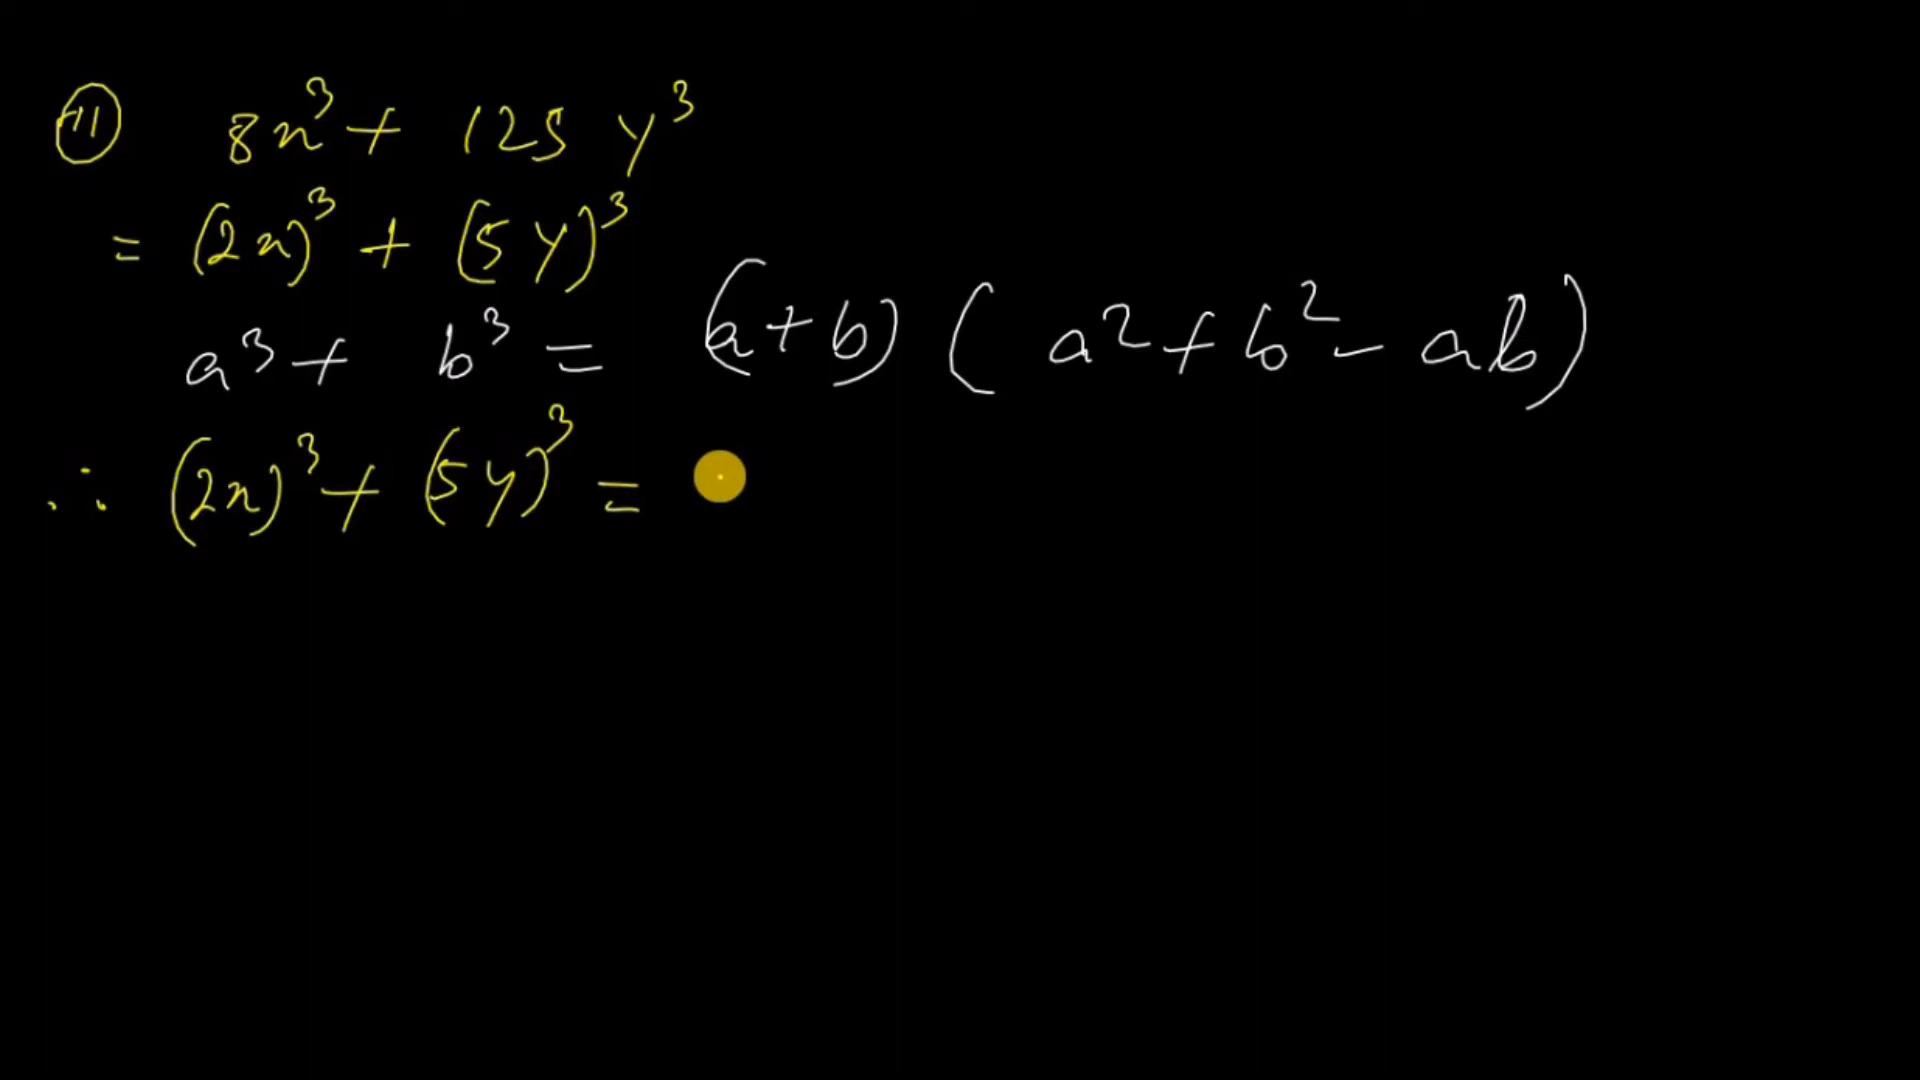 (11) 8x³ + 125 y³
= (2x)³ + (5y)³
a³ + b³ = (a+b) (a² + b² - ab)
∴ (2x)³ + (5y)³ =